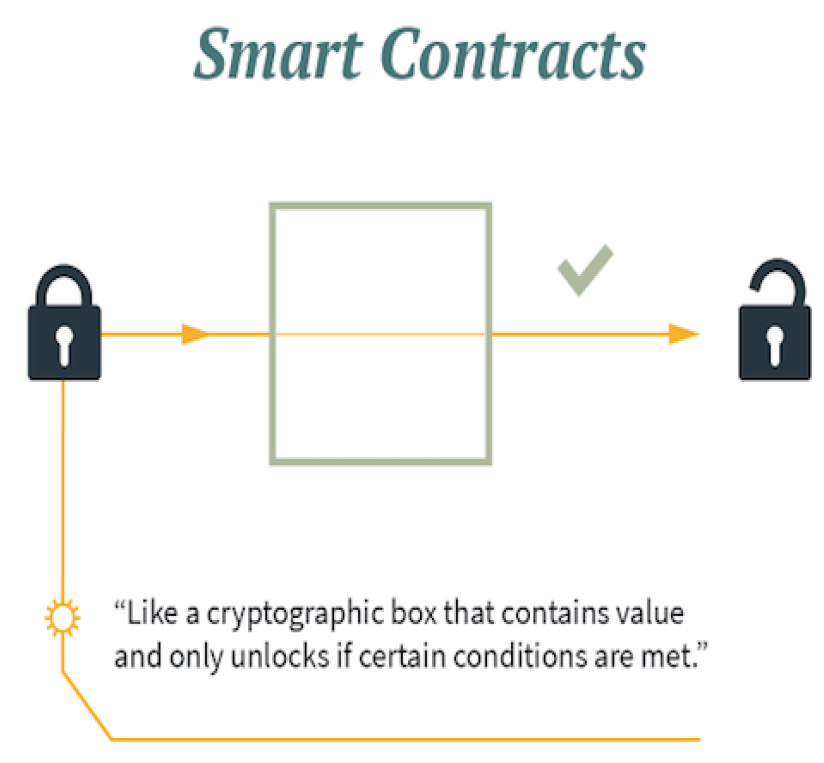 Smart Contracts
“Like a cryptographic box that contains value
and only unlocks if certain conditions are met.”